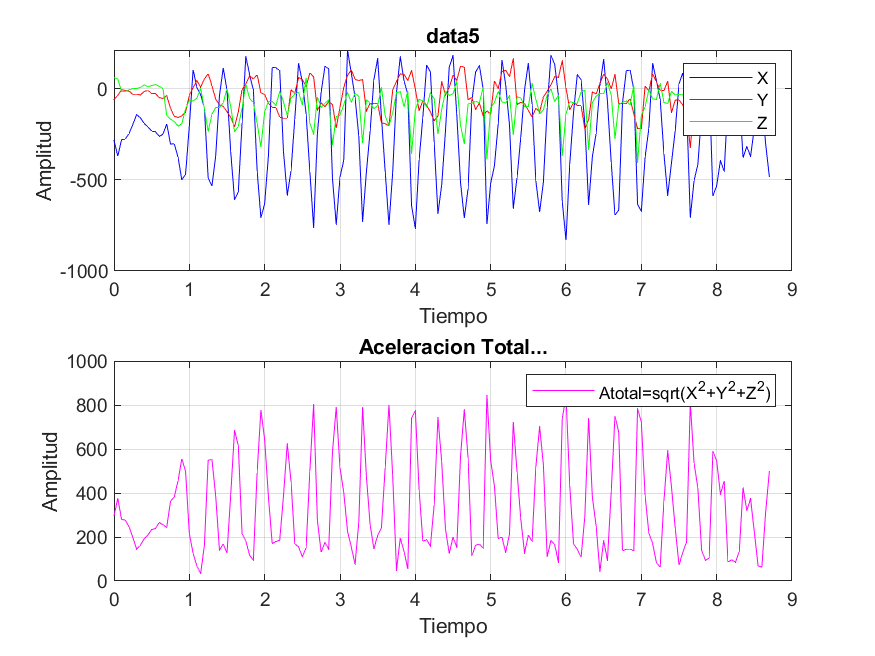 data5
0
-500
-1000
Amplitud
X
Y
Z
0 1 2 3 4 5 6 7 8 9
Tiempo
Aceleracion Total...
1000
800
600
400
200
0
Amplitud
Atotal=sqrt(X²+Y²+Z²)
0 1 2 3 4 5 6 7 8 9
Tiempo